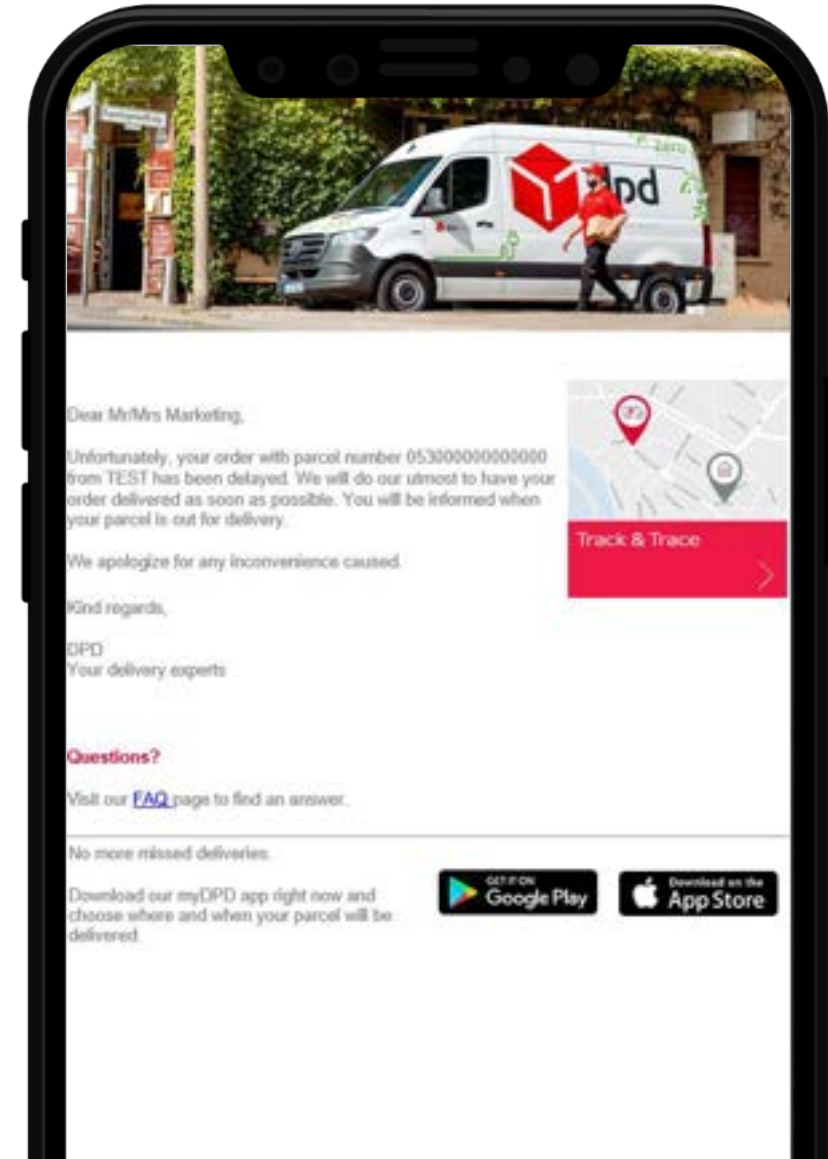 dpd
zero
Dear Mr/Mrs Marketing,
Unfortunately, your order with parcel number 053000000000000
from TEST has been delayed. We will do our utmost to have your
order delivered as soon as possible. You will be informed when
your parcel is out for delivery.
We apologize for any inconvenience caused.
Kind regards,
DPD
Your delivery experts
Track & Trace
Questions?
Visit our FAQ page to find an answer.
No more missed deliveries.
Download our myDPD app right now and
choose where and when your parcel will be
delivered.
GET IT ON
Google Play
Download on the
App Store